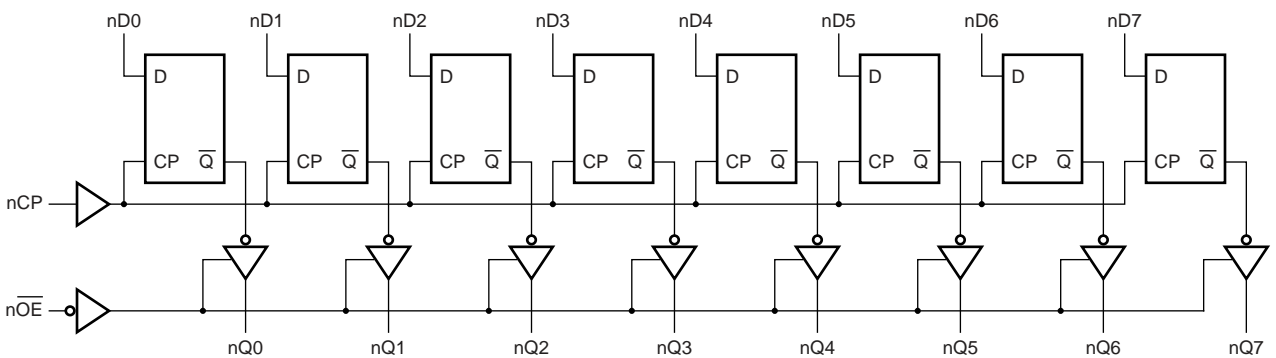 nD0 nD1 nD2 nD3 nD4 nD5 nD6 nD7
D D D D D D D D
CP Q̅ CP Q̅ CP Q̅ CP Q̅ CP Q̅ CP Q̅ CP Q̅ CP Q̅
nCP
nO̅E̅
nQ0 nQ1 nQ2 nQ3 nQ4 nQ5 nQ6 nQ7